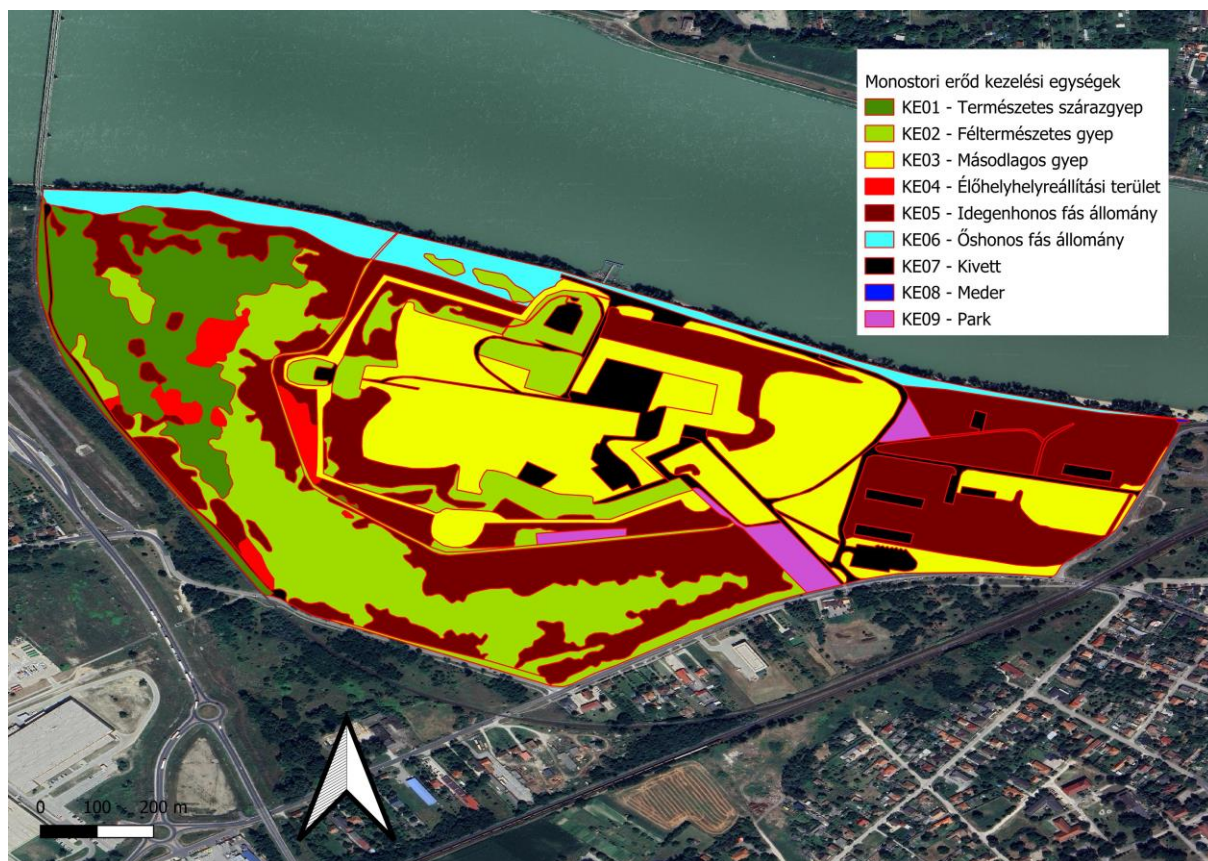 Monostori erőd kezelési egységek
KE01 - Természetes szárazgyep
KE02 - Féltermészetes gyep
KE03 - Másodlagos gyep
KE04 - Élőhelyhelyreállítási terület
KE05 - Idegenhonos fás állomány
KE06 - Őshonos fás állomány
KE07 - Kivett
KE08 - Meder
KE09 - Park
0 100 200 m